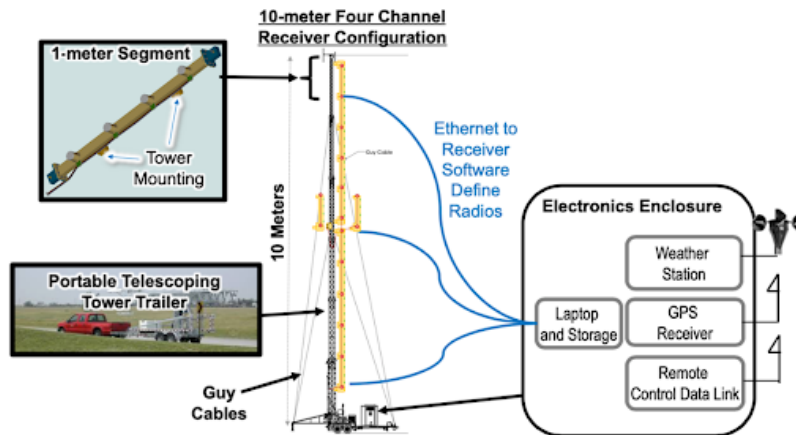 10-meter Four Channel
Receiver Configuration
1-meter Segment
Tower
Mounting
Guy Cable
10 Meters
Ethernet to
Receiver
Software
Define
Radios
Portable Telescoping
Tower Trailer
Guy
Cables
Electronics Enclosure
Weather
Station
Laptop
and Storage
GPS
Receiver
Remote
Control Data Link